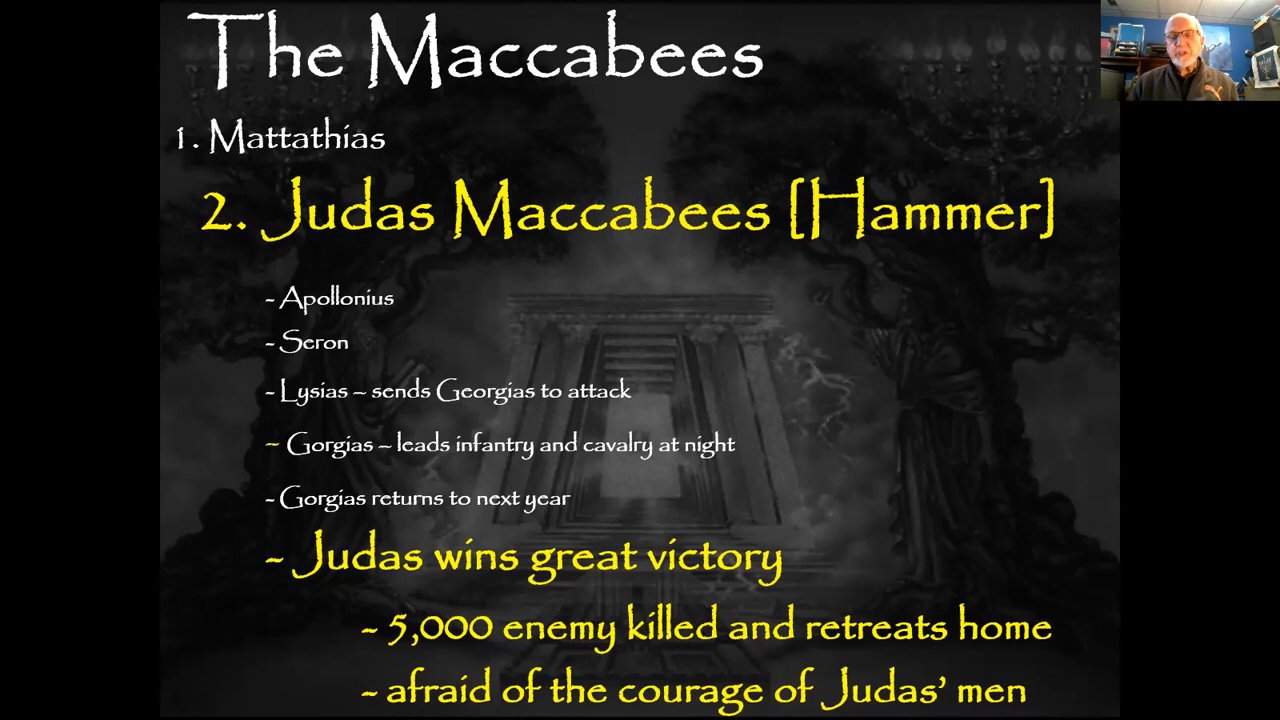 The Maccabees
1. Mattathias
2. Judas Maccabees [Hammer]
- Apollonius
- Seron
- Lysias – sends Georgias to attack
– Gorgias – leads infantry and cavalry at night
- Gorgias returns to next year
- Judas wins great victory
- 5,000 enemy killed and retreats home
- afraid of the courage of Judas’ men